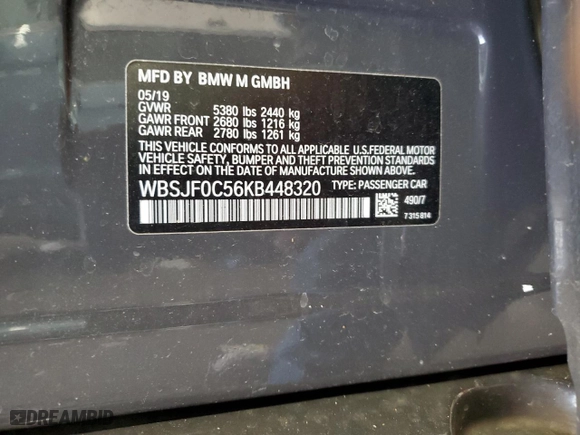 MFD BY BMW M GMBH
05/19
GVWR 5380 lbs 2440 kg
GAWR FRONT 2680 lbs 1216 kg
GAWR REAR 2780 lbs 1261 kg
THIS VEHICLE CONFORMS TO ALL APPLICABLE U.S.FEDERAL MOTOR
VEHICLE SAFETY, BUMPER AND THEFT PREVENTION STANDARDS
IN EFFECT ON THE DATE OF MANUFACTURE SHOWN ABOVE.
WBSJF0C56KB448320 TYPE: PASSENGER CAR
490/7
7 315 814
DREAMBID